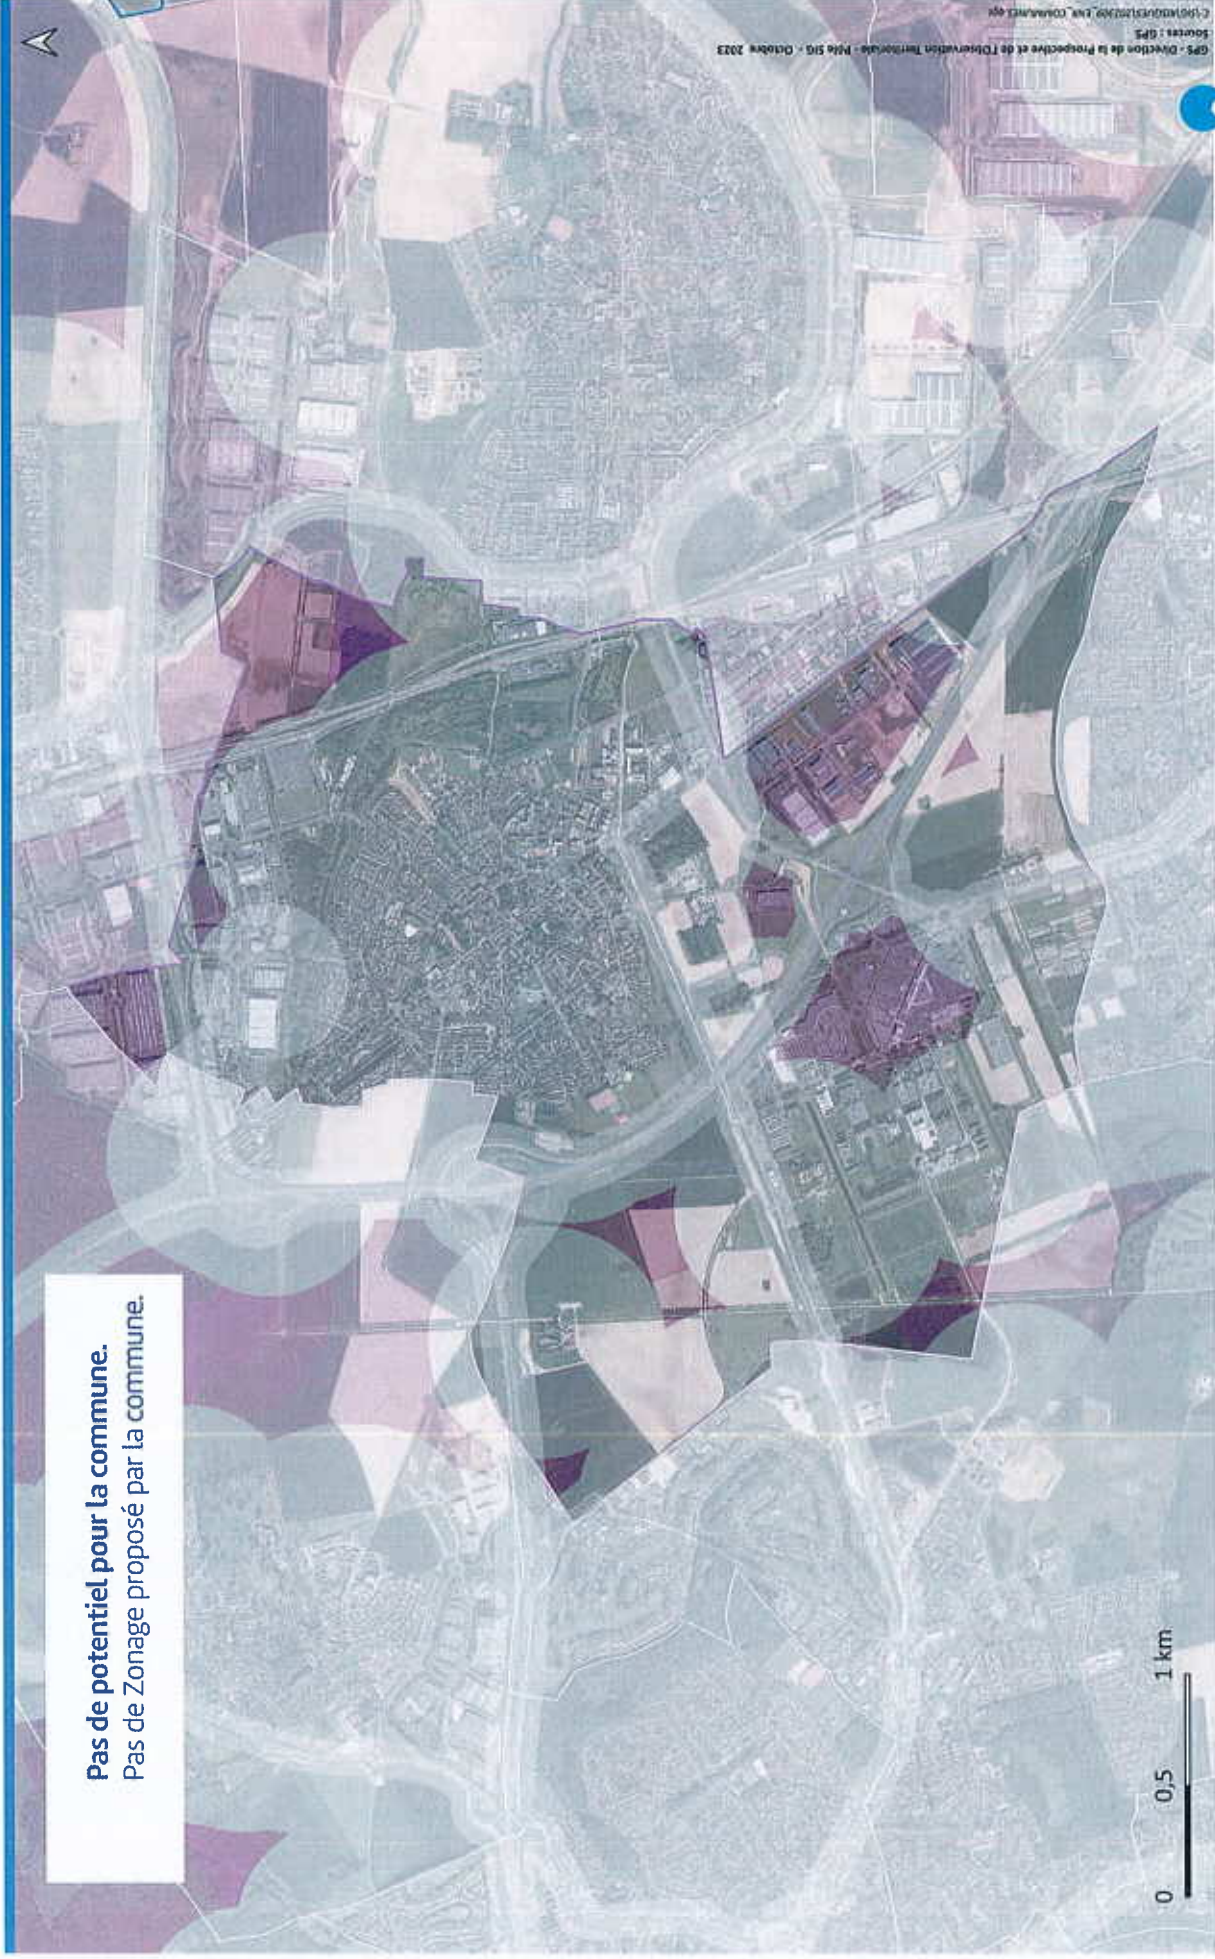 Pas de potentiel pour la commune.
Pas de Zonage proposé par la commune.
0 0,5 1 km
GPS - Direction de la Prospective et de l'Observation Territoriale - Pôle SIG - Octobre 2023
Sources : GPS